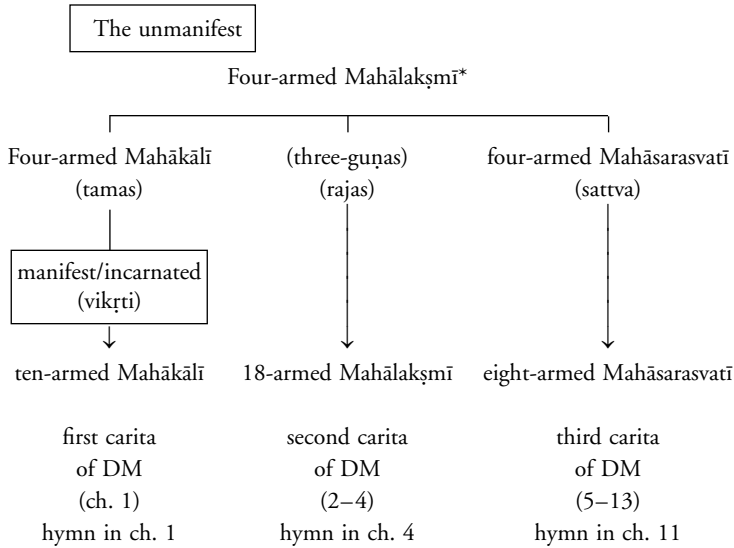 The unmanifest
Four-armed Mahālakṣmī*
Four-armed Mahākālī (three-guṇas) four-armed Mahāsarasvatī
(tamas) (rajas) (sattva)
manifest/incarnated
(vikṛti)
ten-armed Mahākālī 18-armed Mahālakṣmī eight-armed Mahāsarasvatī
first carita second carita third carita
of DM of DM of DM
(ch. 1) (2–4) (5–13)
hymn in ch. 1 hymn in ch. 4 hymn in ch. 11